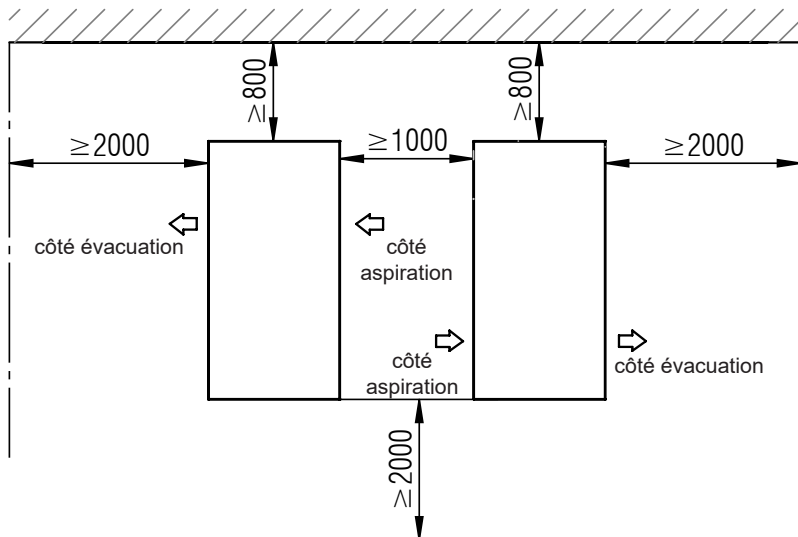 ≥800
≥800
≥2000
≥1000
≥2000
côté évacuation
côté
aspiration
côté
aspiration
côté évacuation
≥2000